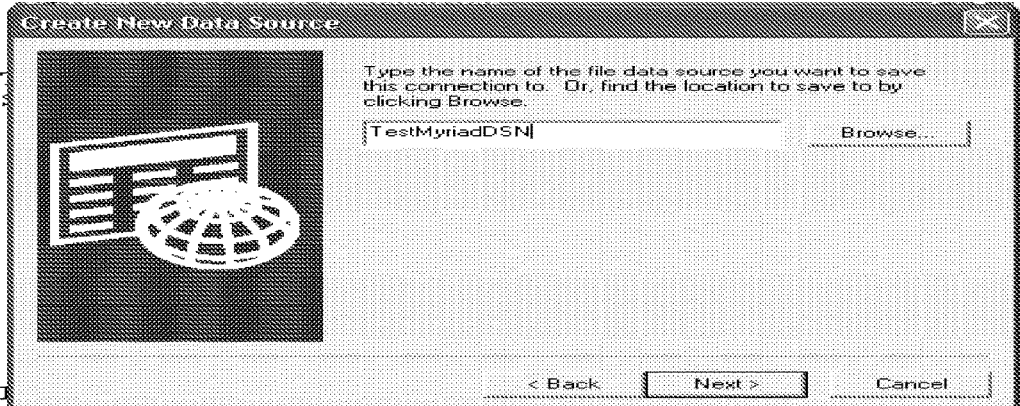 Create New Data Source
Type the name of the file data source you want to save
this connection to. Or, find the location to save to by
clicking Browse.
TestMyriadDSN
Browse...
< Back
Next >
Cancel